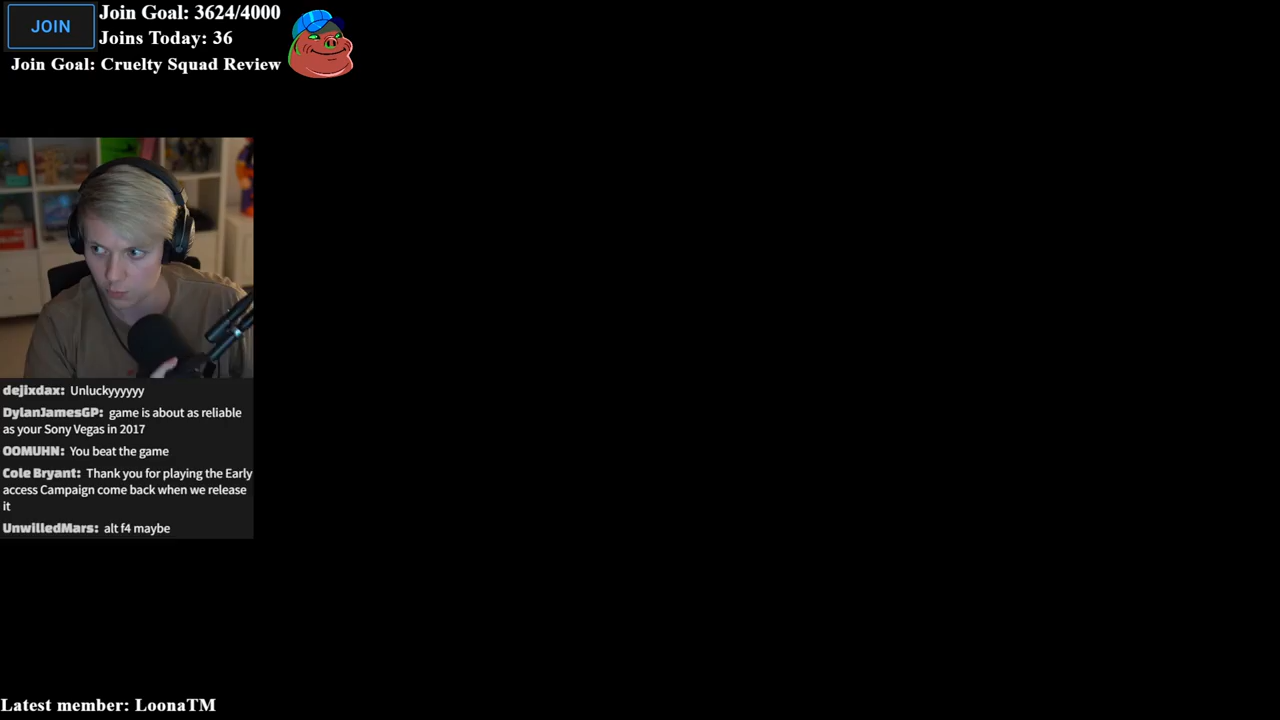 JOIN
Join Goal: 3624/4000
Joins Today: 36
Join Goal: Cruelty Squad Review
dejixdax: Unluckyyyyyy
DylanJamesGP: game is about as reliable
as your Sony Vegas in 2017
OOMUHN: You beat the game
Cole Bryant: Thank you for playing the Early
access Campaign come back when we release
it
UnwilledMars: alt f4 maybe
Latest member: LoonaTM